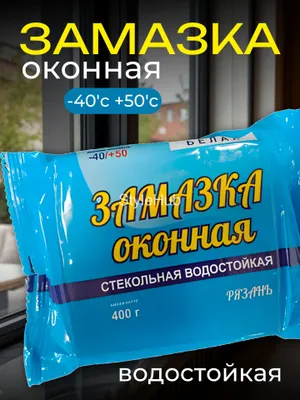 ЗАМАЗКА
оконная
-40'с +50'с
-40/+50
БЕЛАЯ
ЗАМАЗКА
оконная
СТЕКОЛЬНАЯ ВОДОСТОЙКАЯ
400 г
РЯЗАНЬ
водостойкая